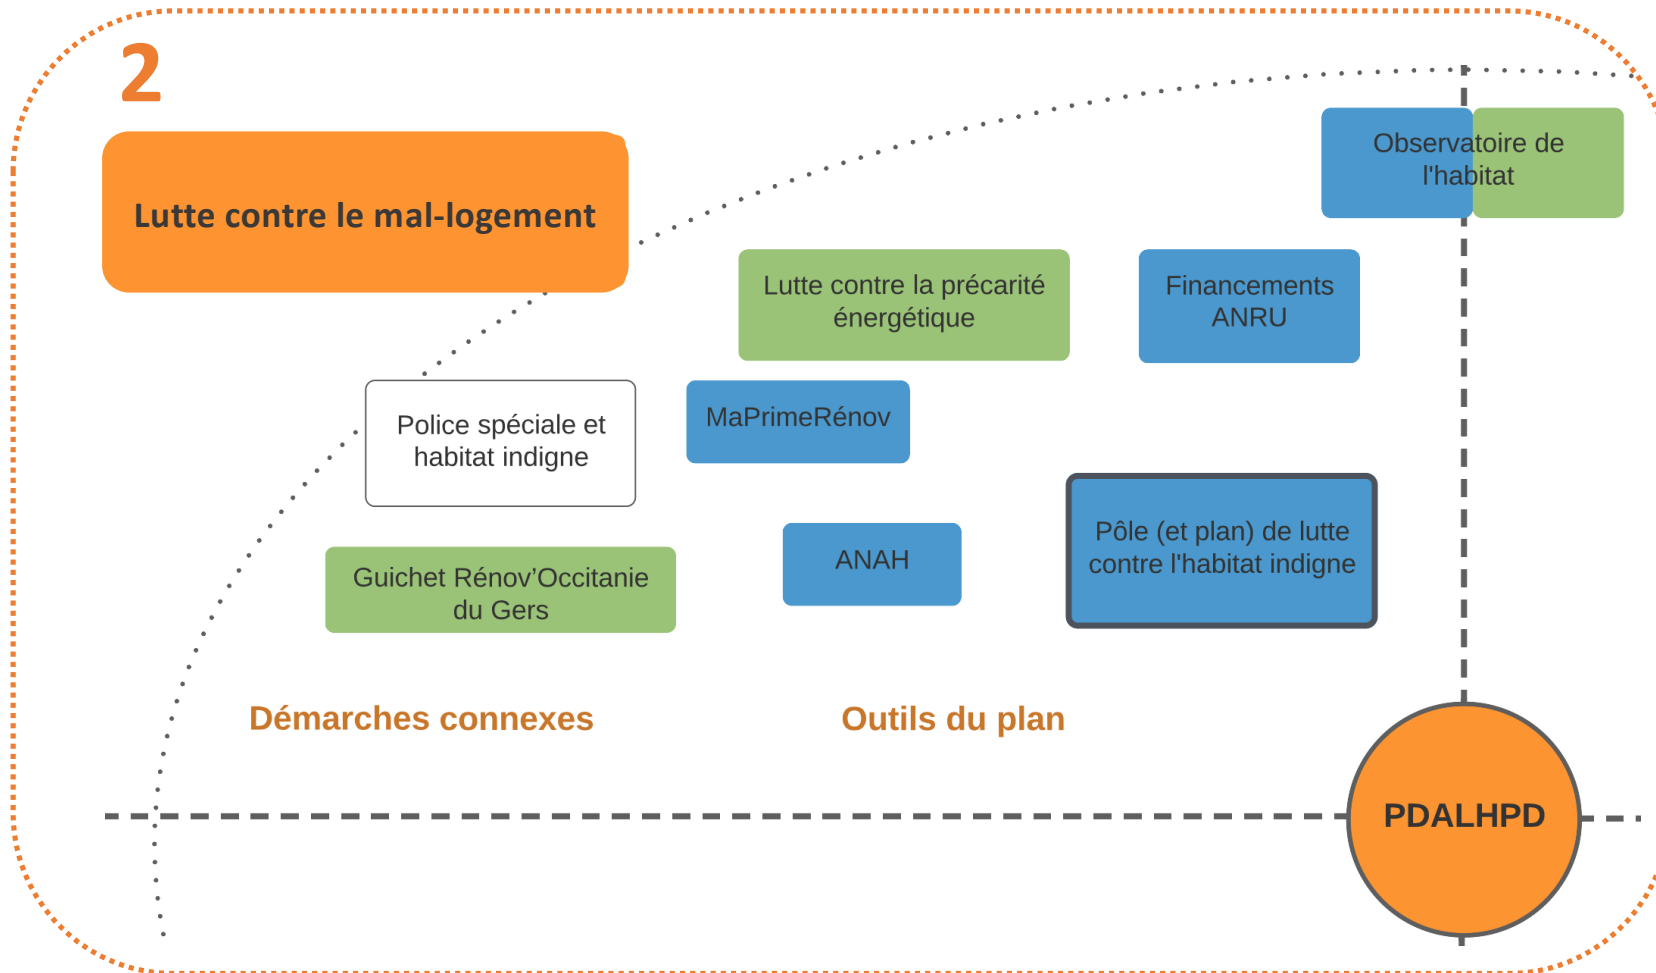 2
Lutte contre le mal-logement
Observatoire de
l'habitat
Lutte contre la précarité
énergétique
Financements
ANRU
Police spéciale et
habitat indigne
MaPrimeRénov
Pôle (et plan) de lutte
contre l'habitat indigne
ANAH
Guichet Rénov’Occitanie
du Gers
Démarches connexes
Outils du plan
PDALHPD